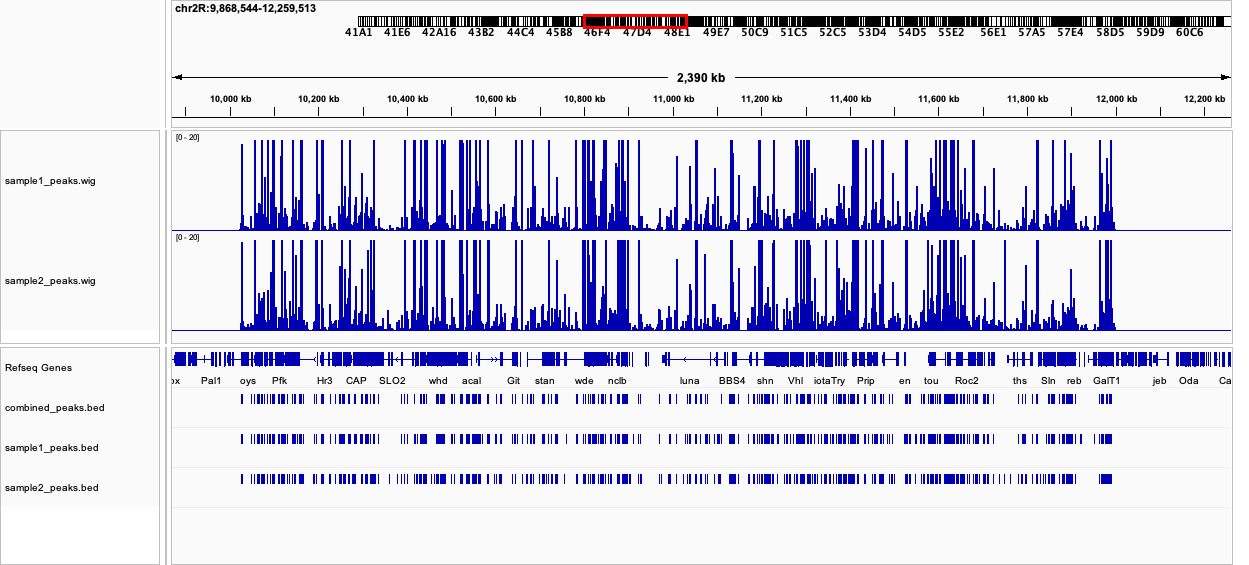 chr2R:9,868,544-12,259,513
41A1 41E6 42A16 43B2 44C4 45B8 46F4 47D4 48E1 49E7 50C9 51C5 52C5 53D4 54D5 55E2 56E1 57A5 57E4 58D5 59D9 60C6
2,390 kb
10,000 kb 10,200 kb 10,400 kb 10,600 kb 10,800 kb 11,000 kb 11,200 kb 11,400 kb 11,600 kb 11,800 kb 12,000 kb 12,200 kb
[0 - 20]
sample1_peaks.wig
[0 - 20]
sample2_peaks.wig
Refseq Genes
ox Pal1 oys Pfk Hr3 CAP SLO2 whd acal Git stan wde nclb luna BBS4 shn Vhl iotaTry Prip en tou Roc2 ths Sln reb GalT1 jeb Oda Ca
combined_peaks.bed
sample1_peaks.bed
sample2_peaks.bed